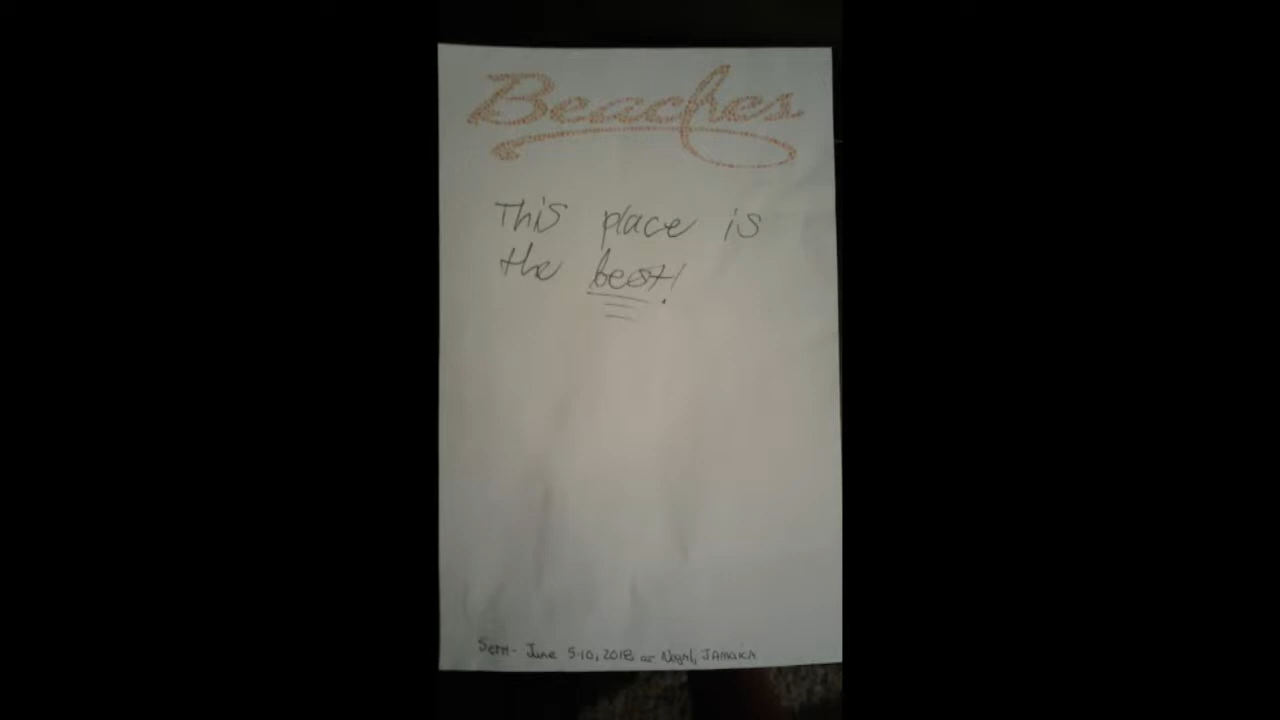 Beaches
This place is
the best!
Seth - June 5-10, 2018 at Negril, JAMAICA